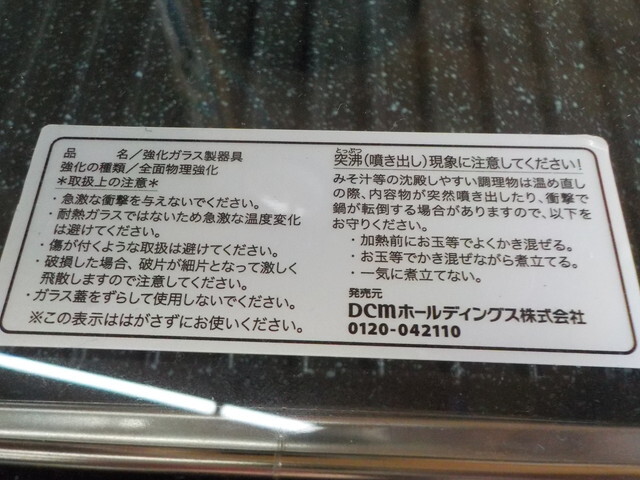 品　　名/強化ガラス製器具
強化の種類/全面物理強化
＊取扱上の注意＊
・急激な衝撃を与えないでください。
・耐熱ガラスではないため急激な温度変化
は避けてください。
・傷が付くような取扱は避けてください。
・破損した場合、破片が細片となって激しく
飛散しますので注意してください。
・ガラス蓋をずらして使用しないでください。
※この表示ははがさずにお使いください。
とっぷつ
突沸(噴き出し)現象に注意してください!
みそ汁等の沈殿しやすい調理物は温め直し
の際、内容物が突然噴き出したり、衝撃で
鍋が転倒する場合がありますので、以下を
お守りください。
・加熱前にお玉等でよくかき混ぜる。
・お玉等でかき混ぜながら煮立てる。
・一気に煮立てない。
発売元
DCMホールディングス株式会社
0120-042110